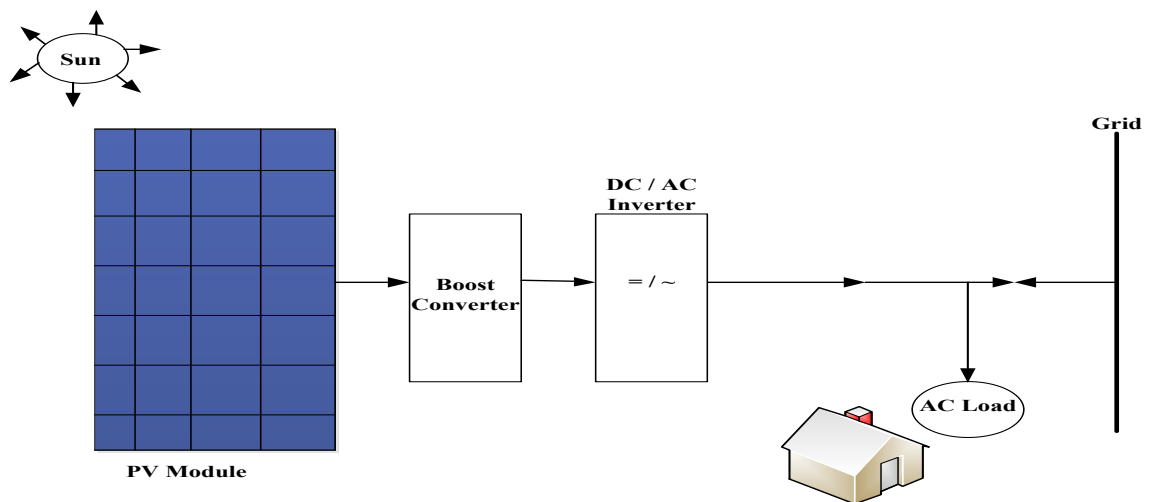 Sun
Grid
DC / AC
Inverter
Boost
Converter
= / ~
AC Load
PV Module